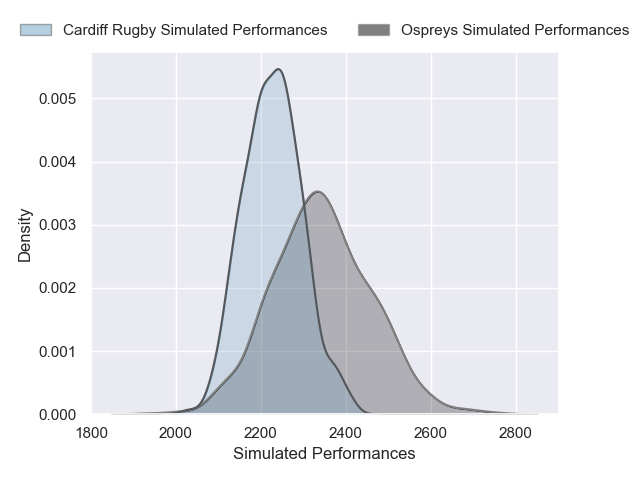 Cardiff Rugby Simulated Performances Ospreys Simulated Performances
0.005
0.004
0.003
0.002
0.001
0.000
Density
1800 2000 2200 2400 2600 2800
Simulated Performances